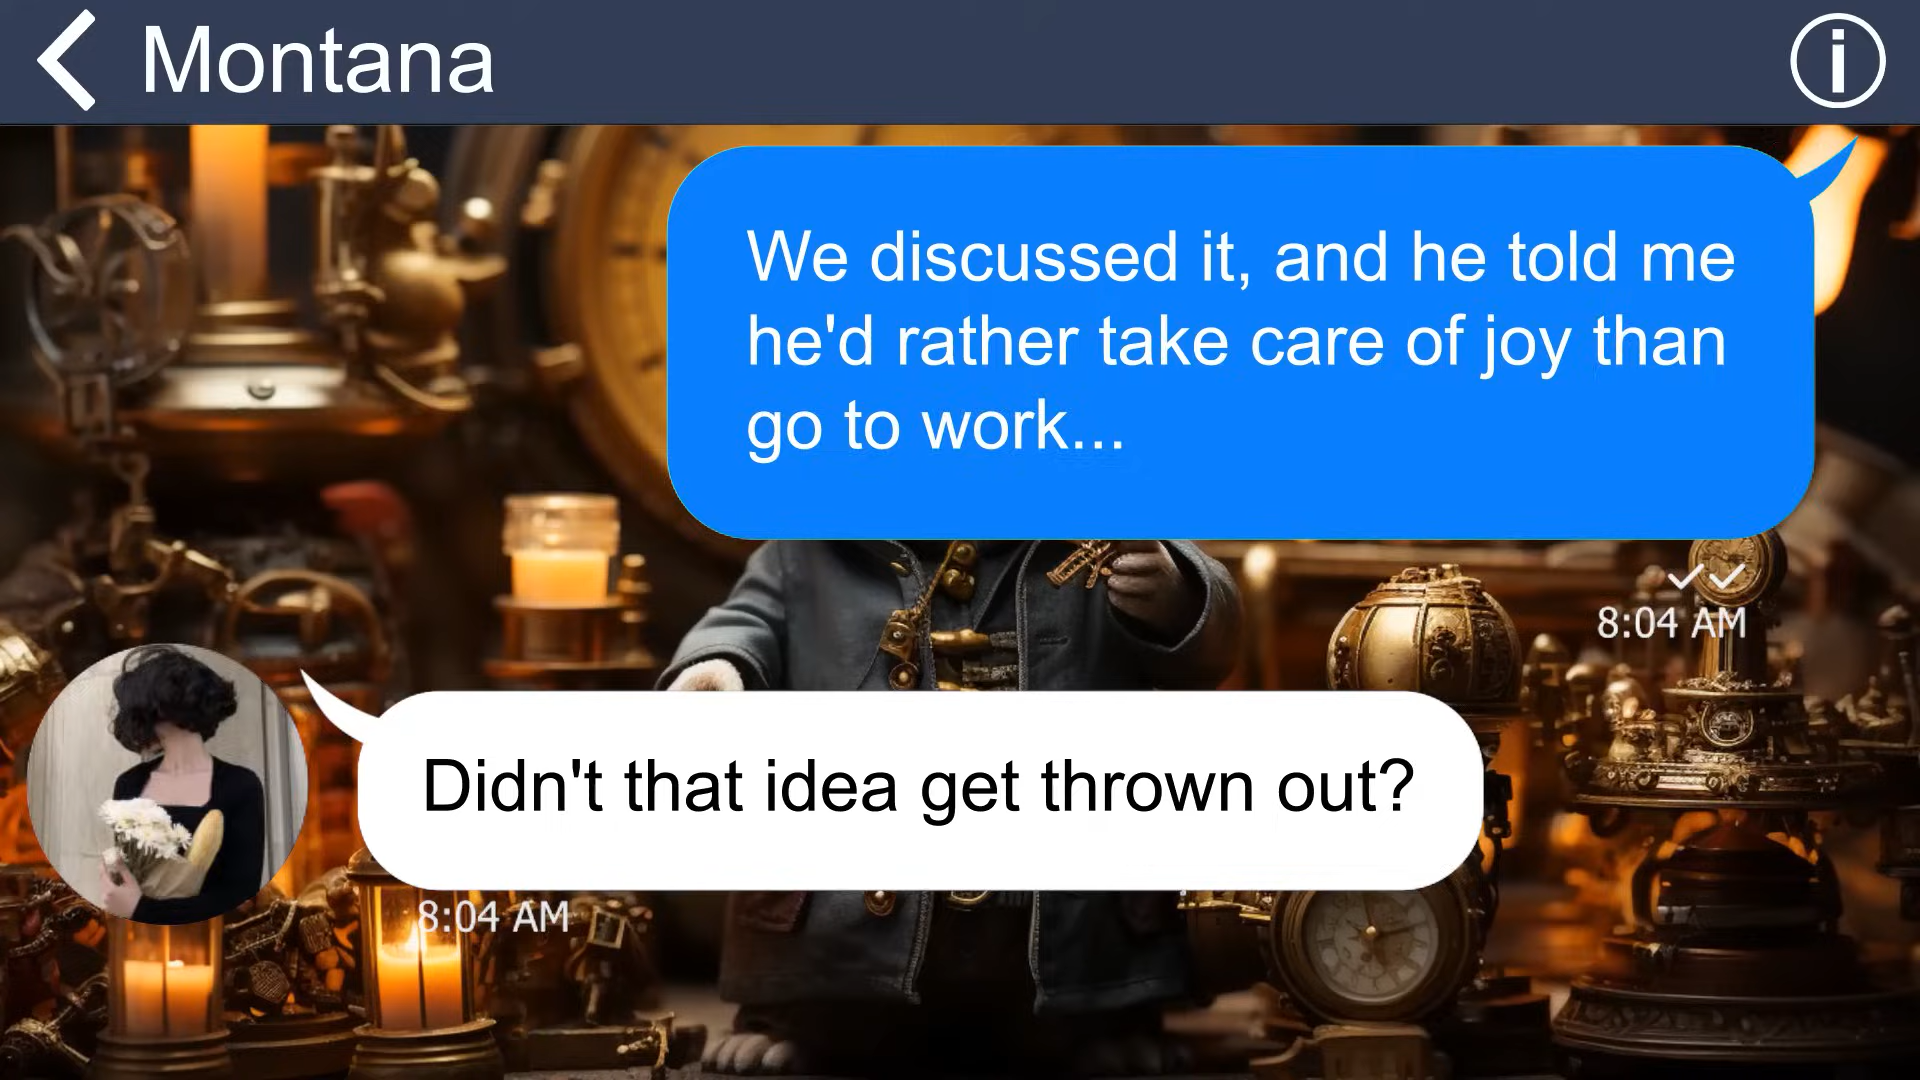 Montana
We discussed it, and he told me
he'd rather take care of joy than
go to work...
8:04 AM
Didn't that idea get thrown out?
8:04 AM